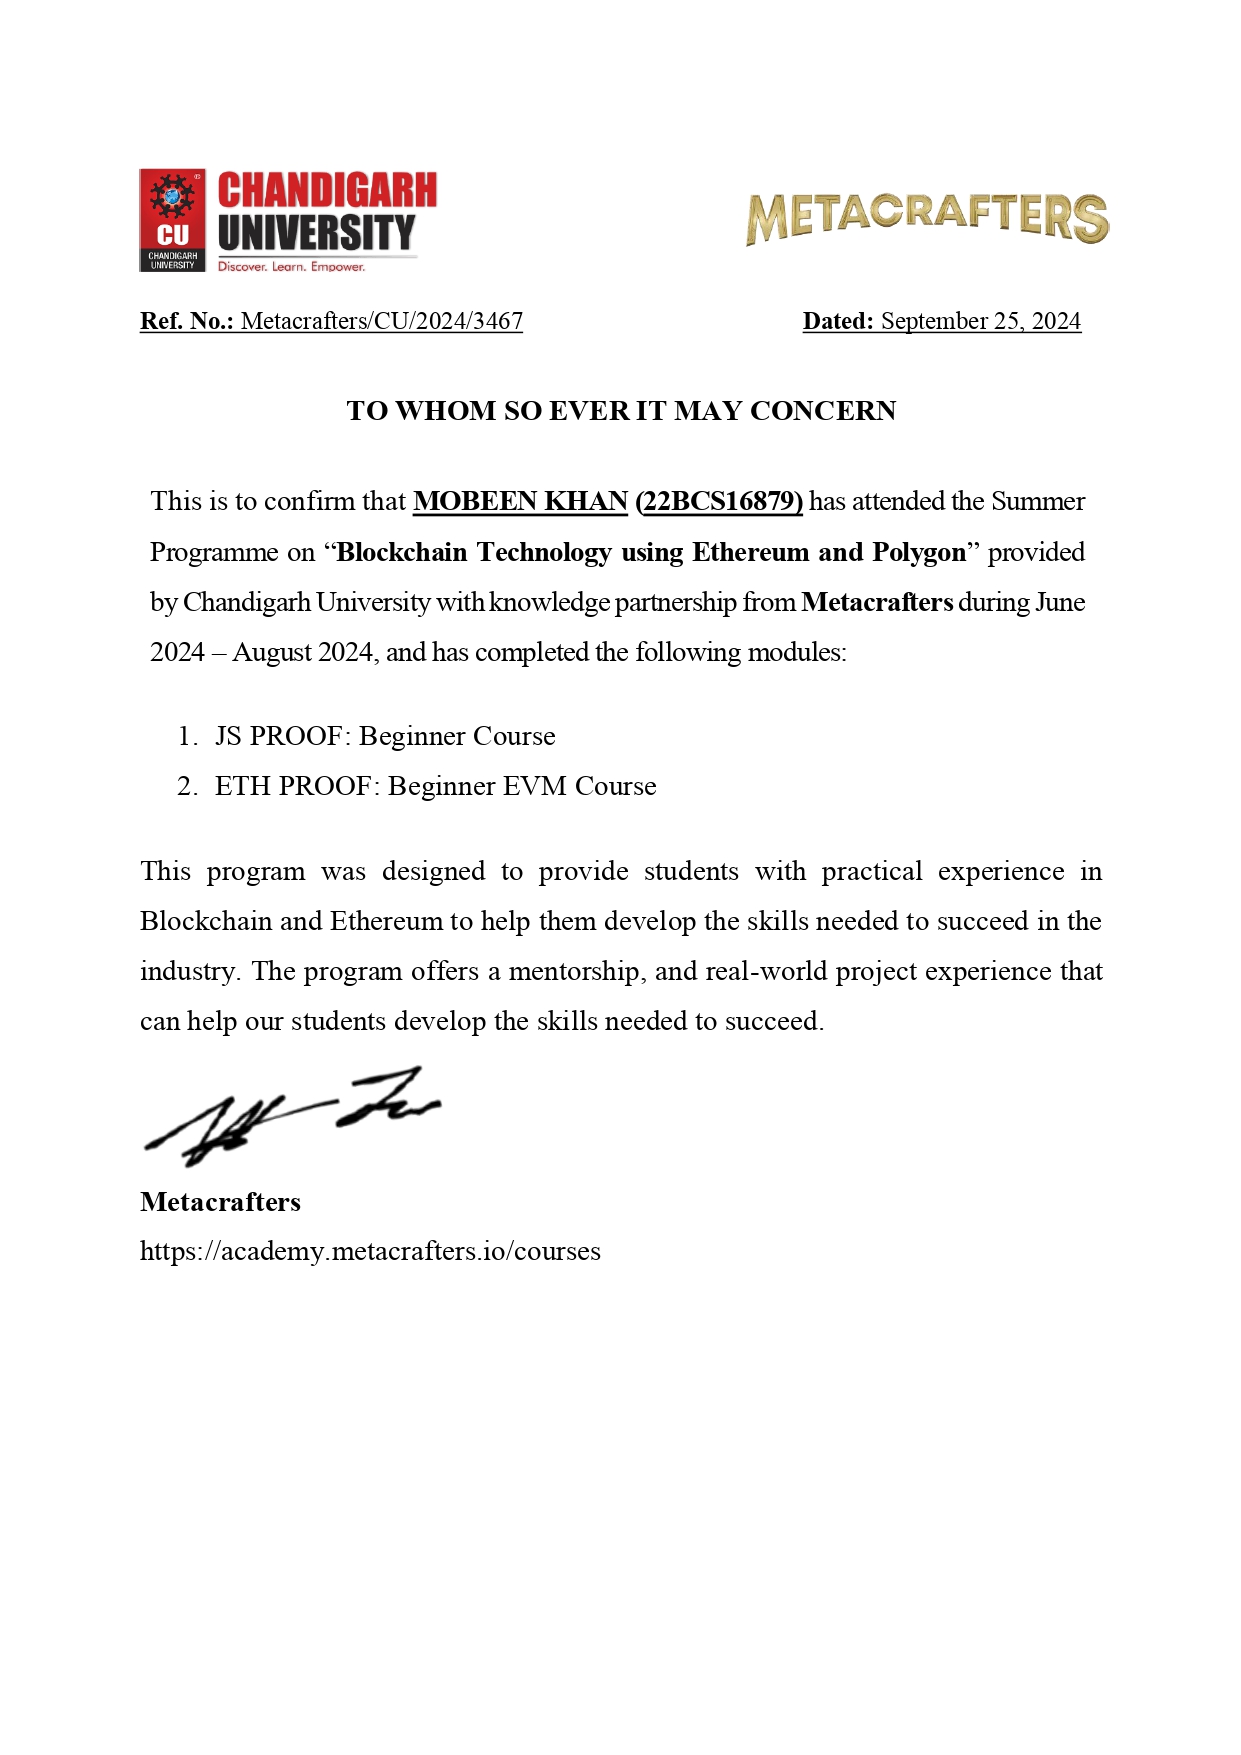 CU
CHANDIGARH
UNIVERSITY
CHANDIGARH
UNIVERSITY
Discover. Learn. Empower.
METACRAFTERS
Ref. No.: Metacrafters/CU/2024/3467 Dated: September 25, 2024
TO WHOM SO EVER IT MAY CONCERN
This is to confirm that MOBEEN KHAN (22BCS16879) has attended the Summer
Programme on “Blockchain Technology using Ethereum and Polygon” provided
by Chandigarh University with knowledge partnership from Metacrafters during June
2024 – August 2024, and has completed the following modules:
1. JS PROOF: Beginner Course
2. ETH PROOF: Beginner EVM Course
This program was designed to provide students with practical experience in
Blockchain and Ethereum to help them develop the skills needed to succeed in the
industry. The program offers a mentorship, and real-world project experience that
can help our students develop the skills needed to succeed.
Metacrafters
https://academy.metacrafters.io/courses